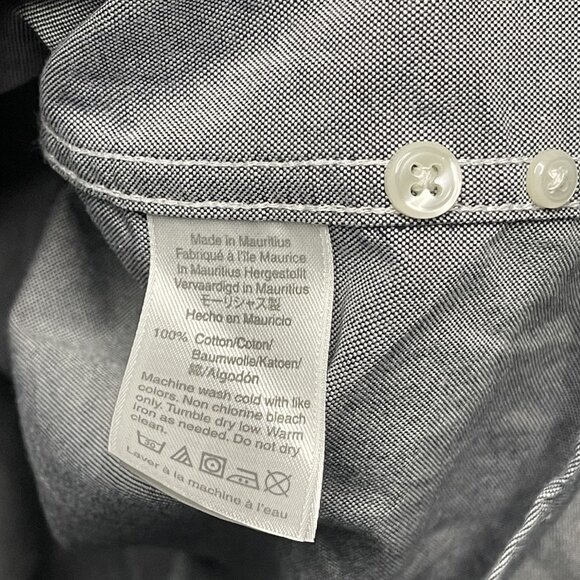 Made in Mauritius
Fabriqué à l'île Maurice
In Mauritius Hergestellt
Vervaardigd in Mauritius
モーリシャス製
Hecho en Mauricio
100% Cotton/Coton/
Baumwolle/Katoen/
綿/Algodón
Machine wash cold with like
colors. Non chlorine bleach
only. Tumble dry low. Warm
iron as needed. Do not dry
clean.
30
Laver à la machine à l'eau